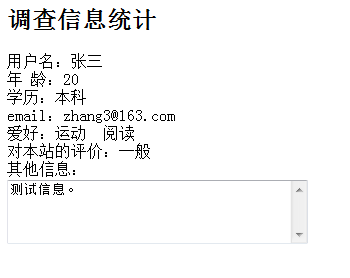 调查信息统计
用户名：张三
年 龄：20
学历：本科
email：zhang3@163.com
爱好：运动  阅读
对本站的评价：一般
其他信息：
测试信息。